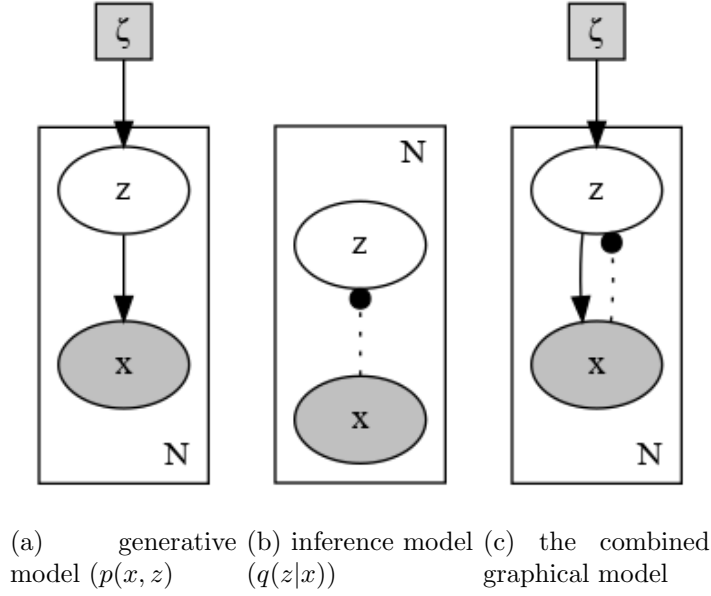 ζ
z
x
N
N
z
x
ζ
z
x
N
(a) generative
model (p(x, z)
(b) inference model
(q(z|x))
(c) the combined
graphical model